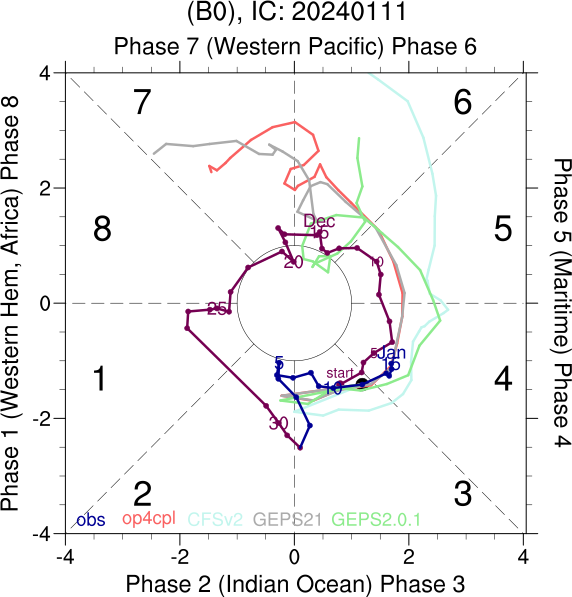 (B0), IC: 20240111
Phase 7 (Western Pacific) Phase 6
Phase 1 (Western Hem, Africa) Phase 8
Phase 5 (Maritime) Phase 4
4
2
0
-2
-4
7
6
8
5
1
4
2
3
Dec
15
10
20
25
5
Jan
start
5
10
15
30
obs op4cpl CFSv2 GEPS21 GEPS2.0.1
-4 -2 0 2 4
Phase 2 (Indian Ocean) Phase 3